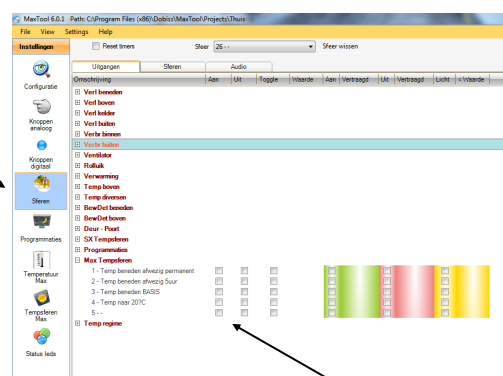 MaxTool 6.0.1 Path: C:\Program Files (x86)\Dobiss\MaxTool\Projects\Thuis
File View Settings Help
Instellingen Reset timers Sfeer 26 - - Sfeer wissen
Uitgangen Sferen Audio
Omschrijving Aan Uit Toggle Waarde Aan Vertraagd Uit Vertraagd Licht < Waarde
Configuratie
Knoppen
analoog
Knoppen
digitaal
Sferen
Programmaties
Temperatuur
Max
Tempsferen
Max
Status leds
Verl beneden
Verl boven
Verl kelder
Verl buiten
Verbr binnen
Verbr buiten
Ventilator
Rolluik
Verwarming
Temp boven
Temp diversen
BewDet beneden
BewDet boven
Deur - Poort
SX Tempsferen
Programmaties
Max Tempsferen
1 - Temp beneden afwezig permanent
2 - Temp beneden afwezig 5uur
3 - Temp beneden BASIS
4 - Temp naar 20?C
5 - -
Temp regime